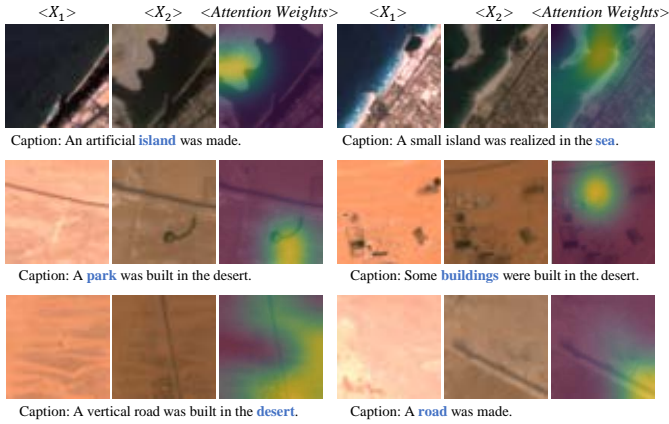 <X₁> <X₂> <Attention Weights> <X₁> <X₂> <Attention Weights>
Caption: An artificial island was made.
Caption: A small island was realized in the sea.
Caption: A park was built in the desert.
Caption: Some buildings were built in the desert.
Caption: A vertical road was built in the desert.
Caption: A road was made.